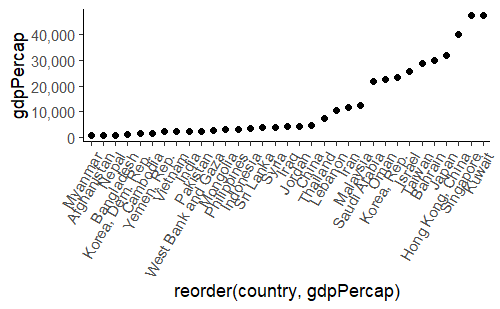 gdpPercap
40,000
30,000
20,000
10,000
0
Myanmar
Afghanistan
Nepal
Bangladesh
Korea, Dem. Rep.
Cambodia
Yemen, Rep.
Vietnam
India
Pakistan
West Bank and Gaza
Mongolia
Philippines
Indonesia
Sri Lanka
Syria
Iraq
Jordan
China
Thailand
Lebanon
Iran
Malaysia
Saudi Arabia
Oman
Korea, Rep.
Israel
Taiwan
Bahrain
Japan
Hong Kong, China
Singapore
Kuwait
reorder(country, gdpPercap)